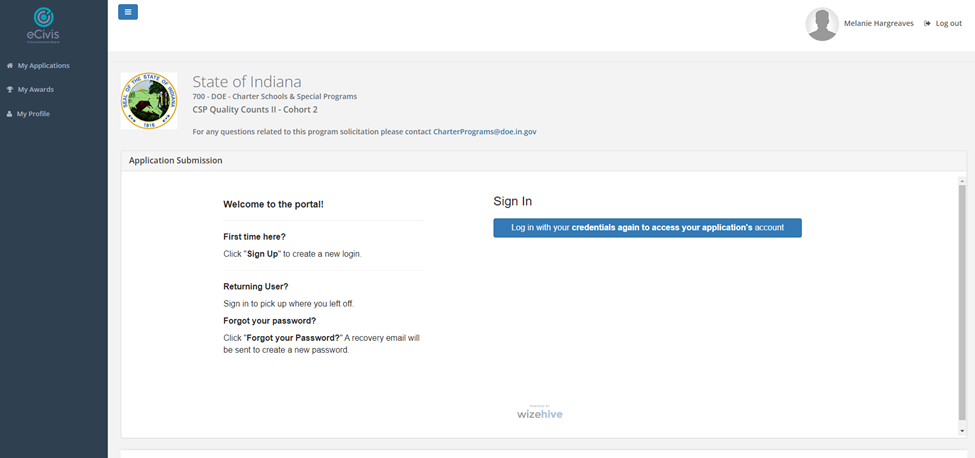 eCivis
Melanie Hargreaves
Log out
My Applications
My Awards
My Profile
SEAL OF THE STATE OF INDIANA
1816
State of Indiana
700 - DOE - Charter Schools & Special Programs
CSP Quality Counts II - Cohort 2
For any questions related to this program solicitation please contact CharterPrograms@doe.in.gov
Application Submission
Welcome to the portal!
First time here?
Click "Sign Up" to create a new login.
Returning User?
Sign in to pick up where you left off.
Forgot your password?
Click "Forgot your Password?" A recovery email will
be sent to create a new password.
Sign In
Log in with your credentials again to access your application's account
POWERED BY
wizehive